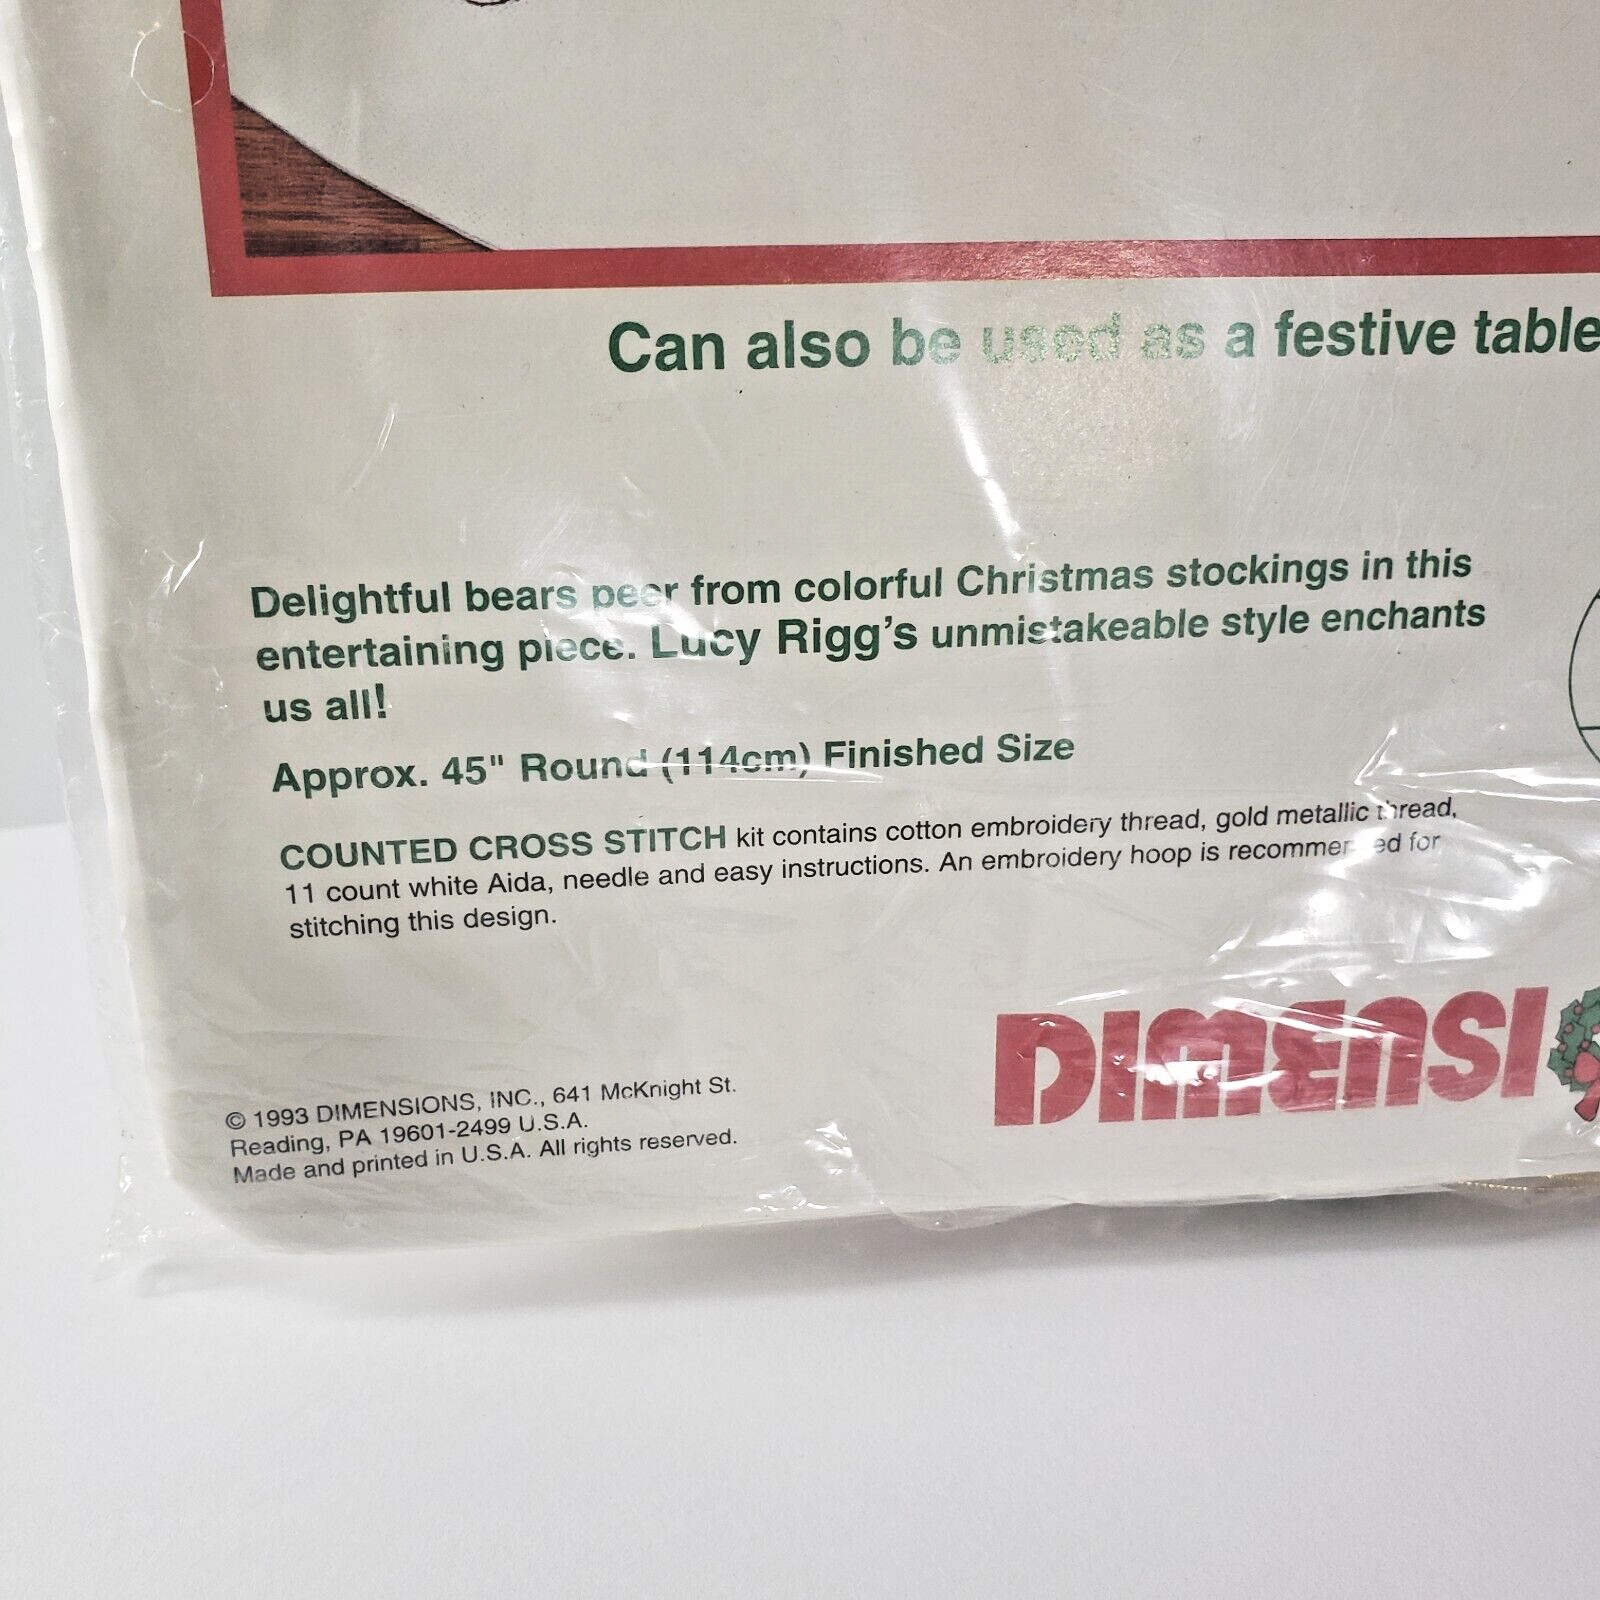 Can also be used as a festive table
Delightful bears peer from colorful Christmas stockings in this
entertaining piece. Lucy Rigg's unmistakeable style enchants
us all!
Approx. 45" Round (114cm) Finished Size
COUNTED CROSS STITCH kit contains cotton embroidery thread, gold metallic thread,
11 count white Aida, needle and easy instructions. An embroidery hoop is recommended for
stitching this design.
DIMENSI
© 1993 DIMENSIONS, INC., 641 McKnight St.
Reading, PA 19601-2499 U.S.A.
Made and printed in U.S.A. All rights reserved.